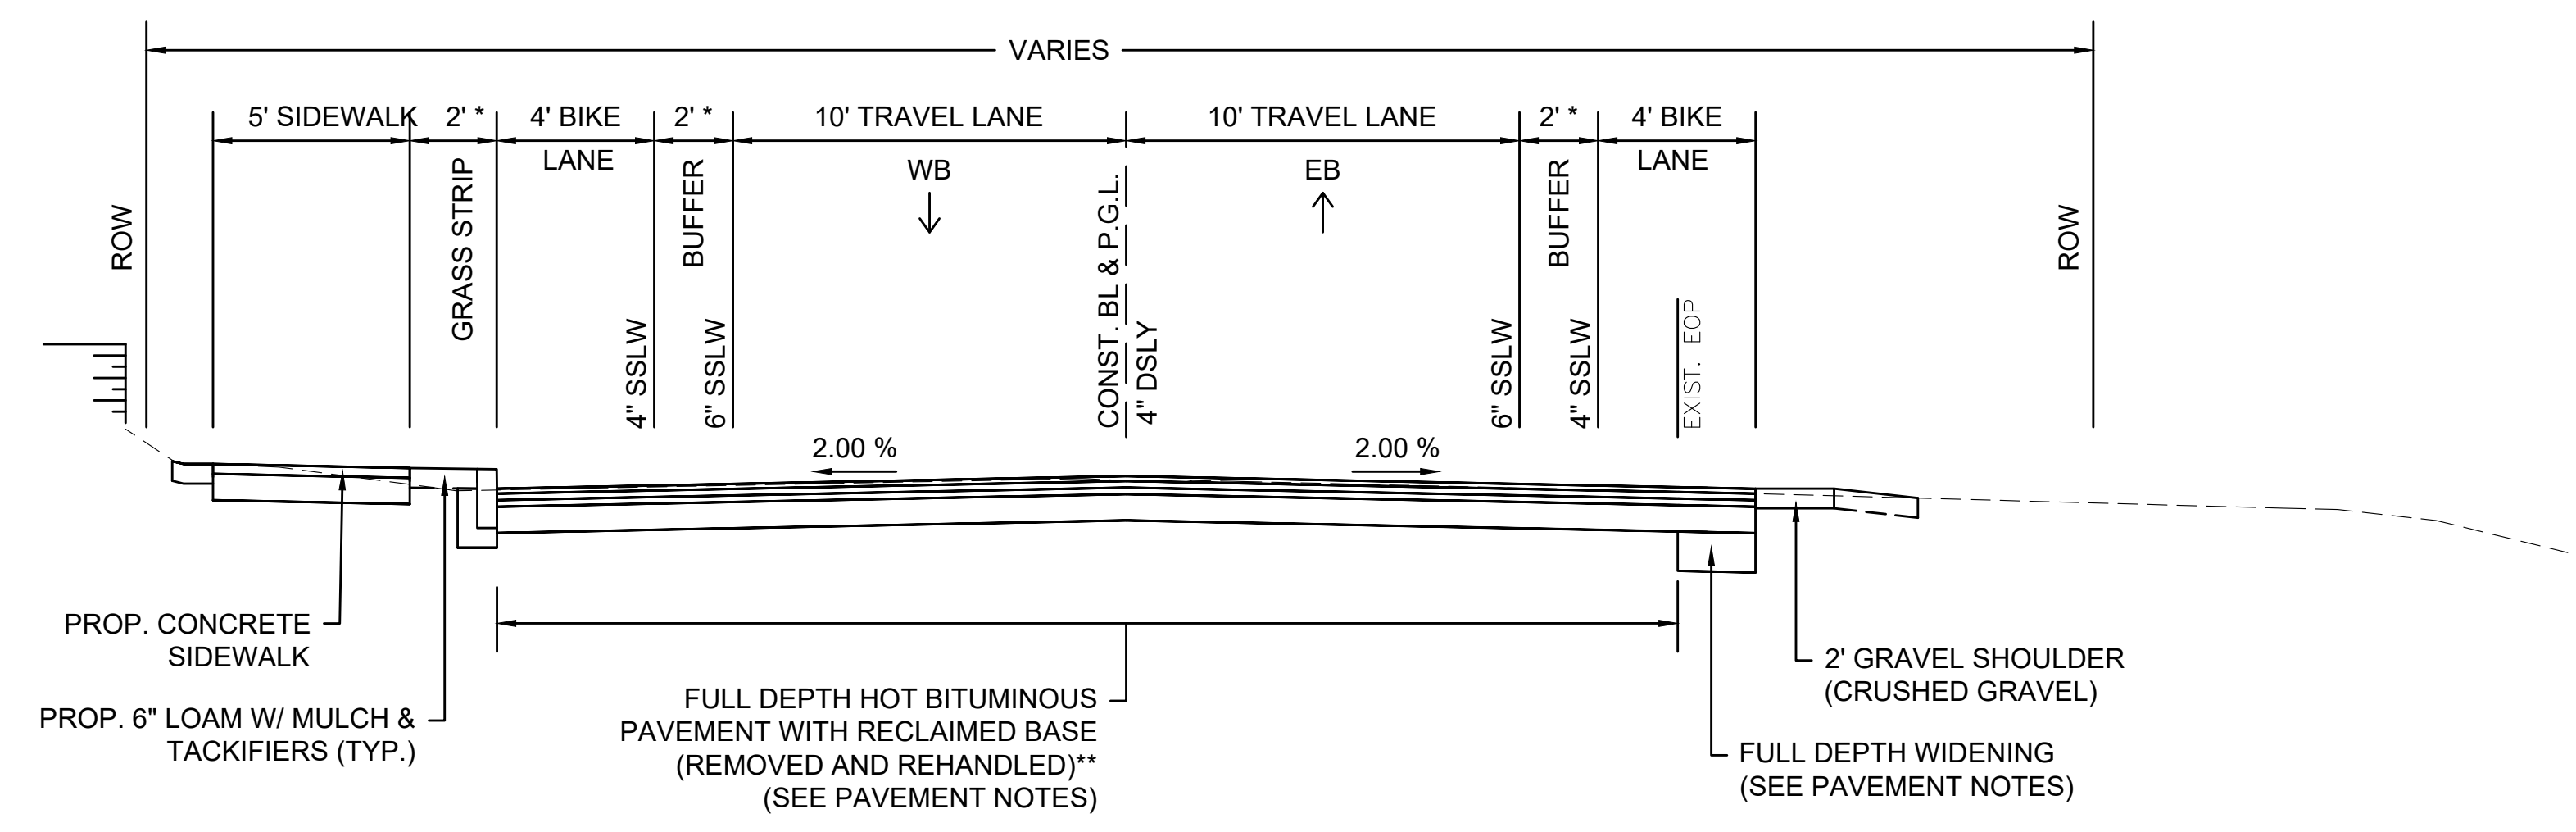 VARIES
5' SIDEWALK
2' *
4' BIKE
LANE
2' *
10' TRAVEL LANE
10' TRAVEL LANE
2' *
4' BIKE
LANE
WB
EB
ROW
GRASS STRIP
BUFFER
4" SSLW
6" SSLW
CONST. BL & P.G.L.
4" DSLY
BUFFER
6" SSLW
4" SSLW
EXIST. EOP
ROW
2.00 %
2.00 %
PROP. CONCRETE
SIDEWALK
PROP. 6" LOAM W/ MULCH &
TACKIFIERS (TYP.)
FULL DEPTH HOT BITUMINOUS
PAVEMENT WITH RECLAIMED BASE
(REMOVED AND REHANDLED)**
(SEE PAVEMENT NOTES)
2' GRAVEL SHOULDER
(CRUSHED GRAVEL)
FULL DEPTH WIDENING
(SEE PAVEMENT NOTES)